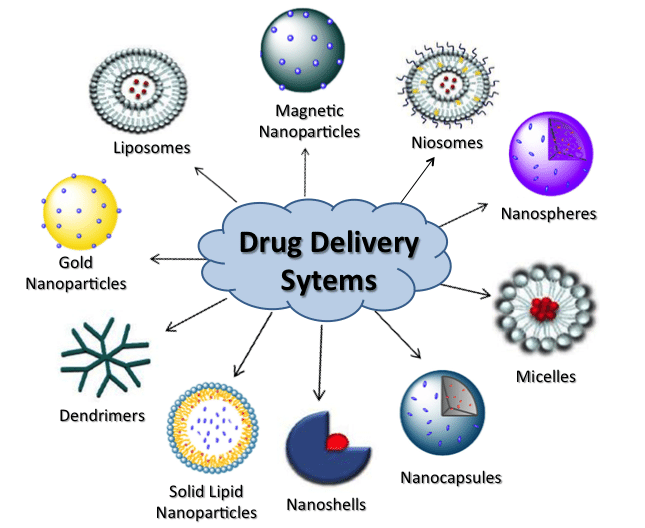 Magnetic
Nanoparticles
Liposomes
Niosomes
Nanospheres
Drug Delivery
Sytems
Gold
Nanoparticles
Micelles
Dendrimers
Nanocapsules
Solid Lipid
Nanoparticles
Nanoshells